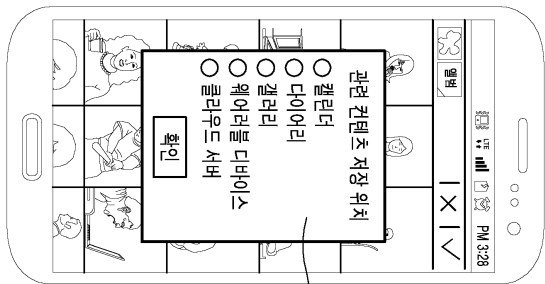 LTE PM 3:28
앨범
관련 컨텐츠 저장 위치
캘린더
다이어리
갤러리
웨어러블 디바이스
클라우드 서버
확인